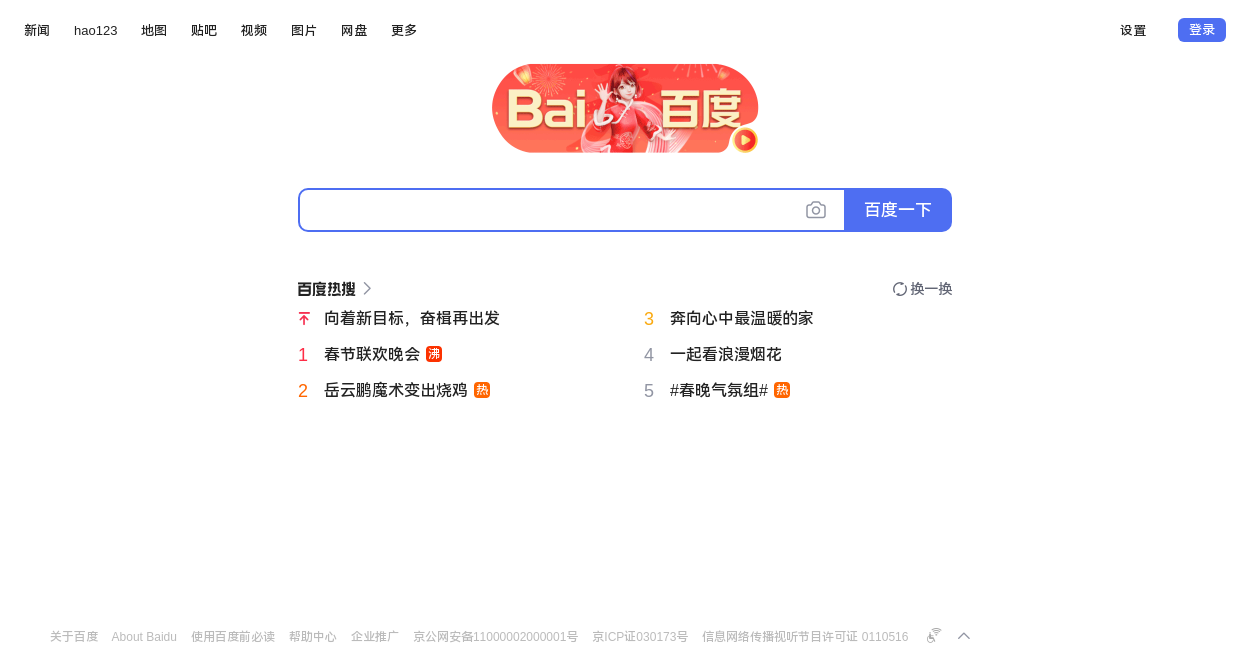 新闻 hao123 地图 贴吧 视频 图片 网盘 更多 设置 登录
Bai 百度
百度一下
百度热搜 换一换
向着新目标，奋楫再出发 3 奔向心中最温暖的家
1 春节联欢晚会 沸 4 一起看浪漫烟花
2 岳云鹏魔术变出烧鸡 热 5 #春晚气氛组# 热
关于百度 About Baidu 使用百度前必读 帮助中心 企业推广 京公网安备11000002000001号 京ICP证030173号 信息网络传播视听节目许可证 0110516